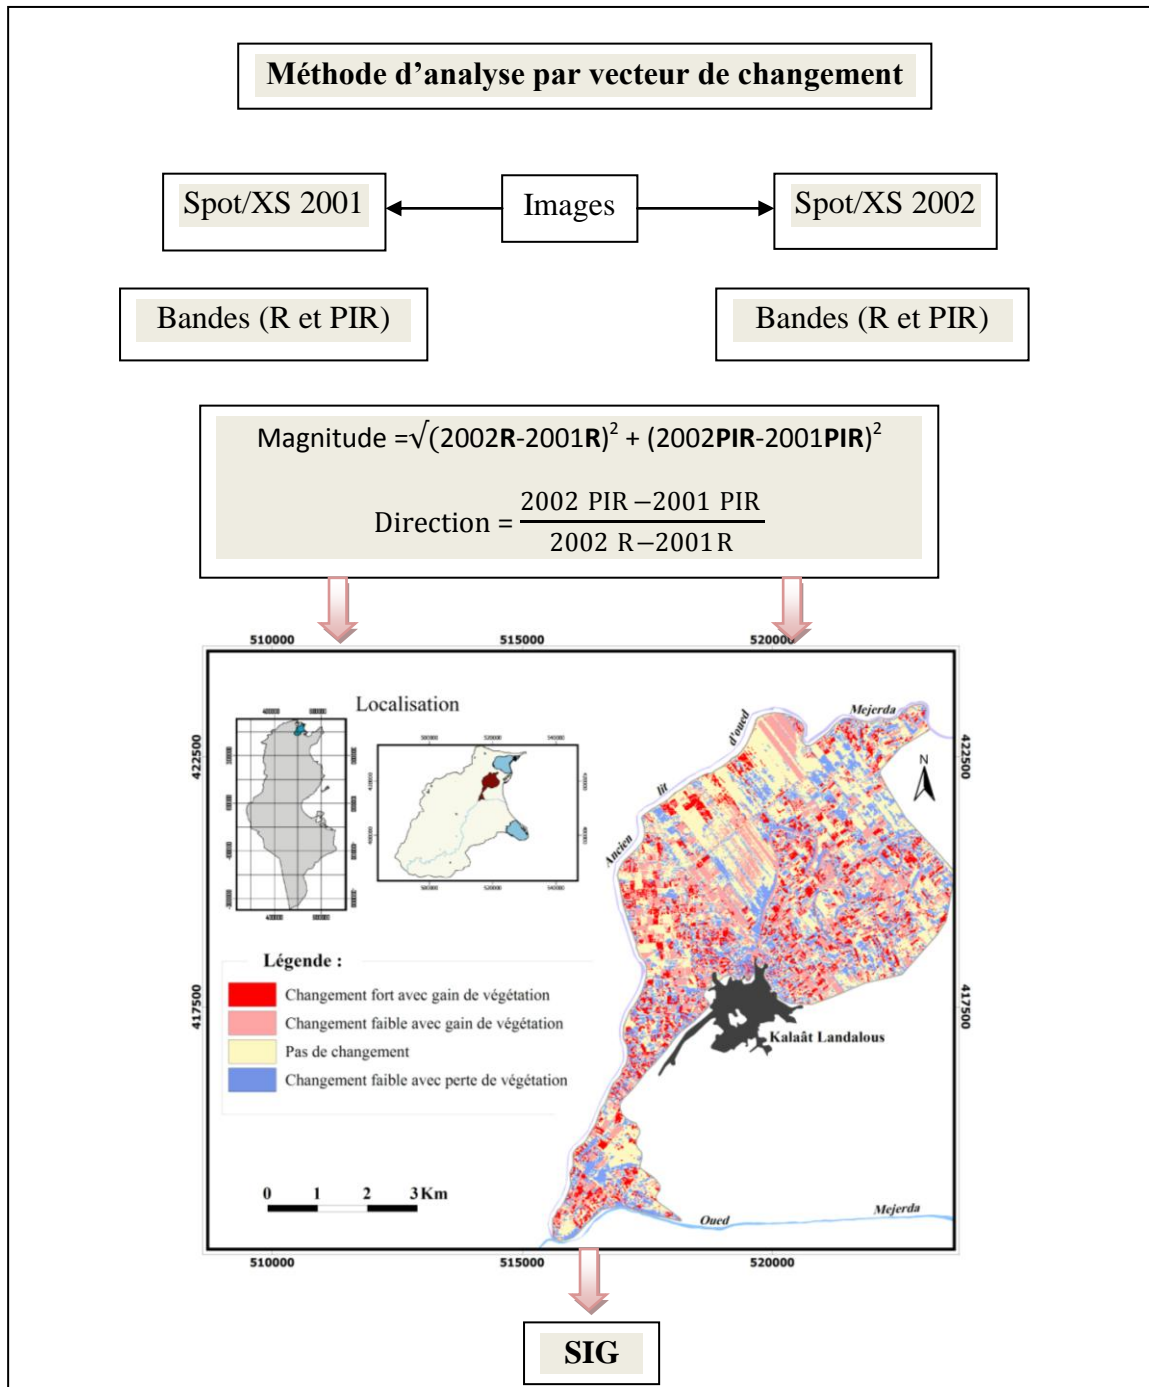 Méthode d'analyse par vecteur de changement
Spot/XS 2001
Images
Spot/XS 2002
Bandes (R et PIR)
Bandes (R et PIR)
Magnitude =√(2002R-2001R)² + (2002PIR-2001PIR)²
Direction = 2002 PIR −2001 PIR
2002 R−2001R
510000
515000
520000
Localisation
Ancien lit d'oued Mejerda
422500
422500
N
Légende :
Changement fort avec gain de végétation
Changement faible avec gain de végétation
Pas de changement
Changement faible avec perte de végétation
417500
417500
Kalaât Landalous
0 1 2 3 Km
Oued Mejerda
510000
515000
520000
SIG